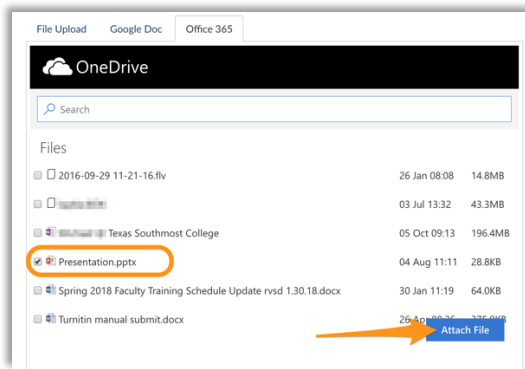 File Upload Google Doc Office 365
OneDrive
Search
Files
2016-09-29 11-21-16.flv 26 Jan 08:08 14.8MB
03 Jul 13:32 43.3MB
Texas Southmost College 05 Oct 09:13 196.4MB
Presentation.pptx 04 Aug 11:11 28.8KB
Spring 2018 Faculty Training Schedule Update rvsd 1.30.18.docx 30 Jan 11:19 64.0KB
Turnitin manual submit.docx 26 Apr
Attach File